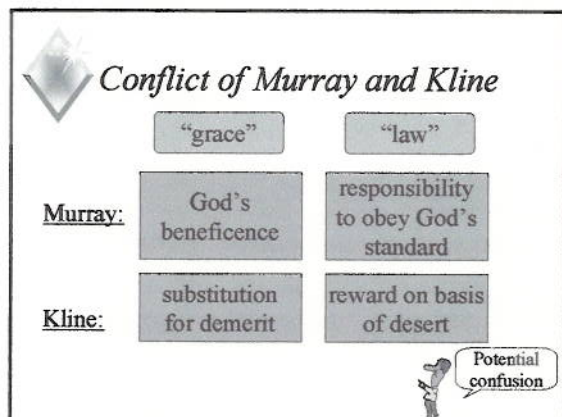 Conflict of Murray and Kline
“grace” “law”
Murray:
God’s
beneficence
responsibility
to obey God’s
standard
Kline:
substitution
for demerit
reward on basis
of desert
Potential
confusion